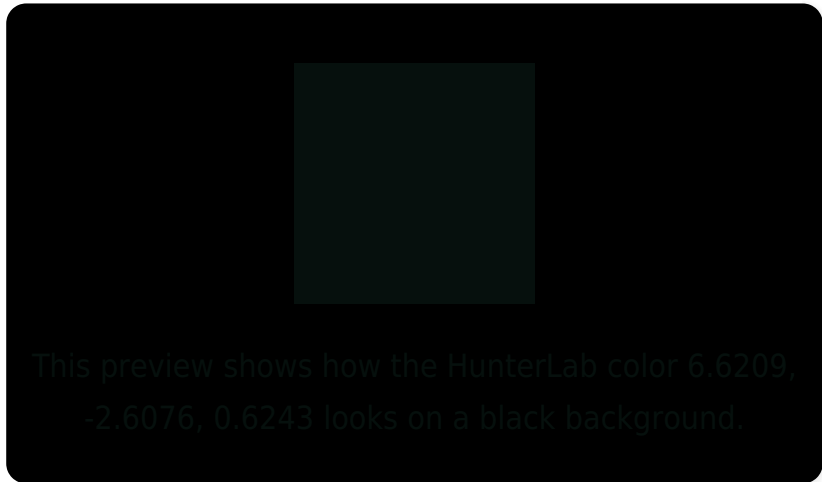 This preview shows how the HunterLab color 6.6209,
-2.6076, 0.6243 looks on a black background.